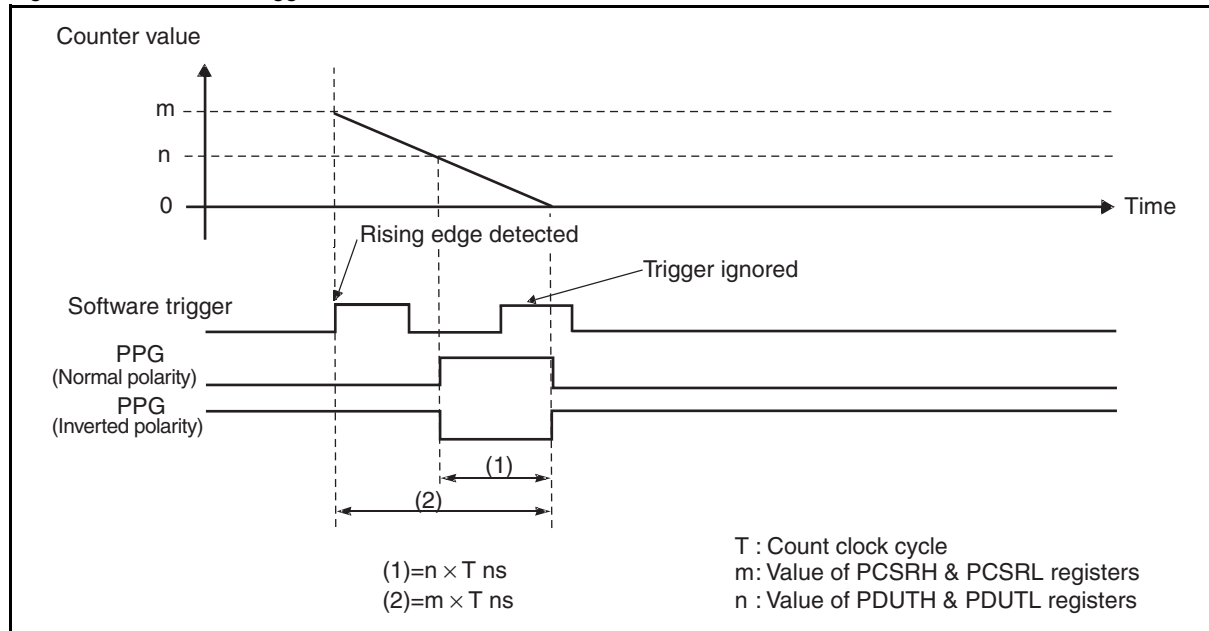 Counter value
m
n
0
Time
Rising edge detected
Trigger ignored
Software trigger
PPG
(Normal polarity)
PPG
(Inverted polarity)
(1)
(2)
(1)=n × T ns
(2)=m × T ns
T : Count clock cycle
m: Value of PCSRH & PCSRL registers
n : Value of PDUTH & PDUTL registers